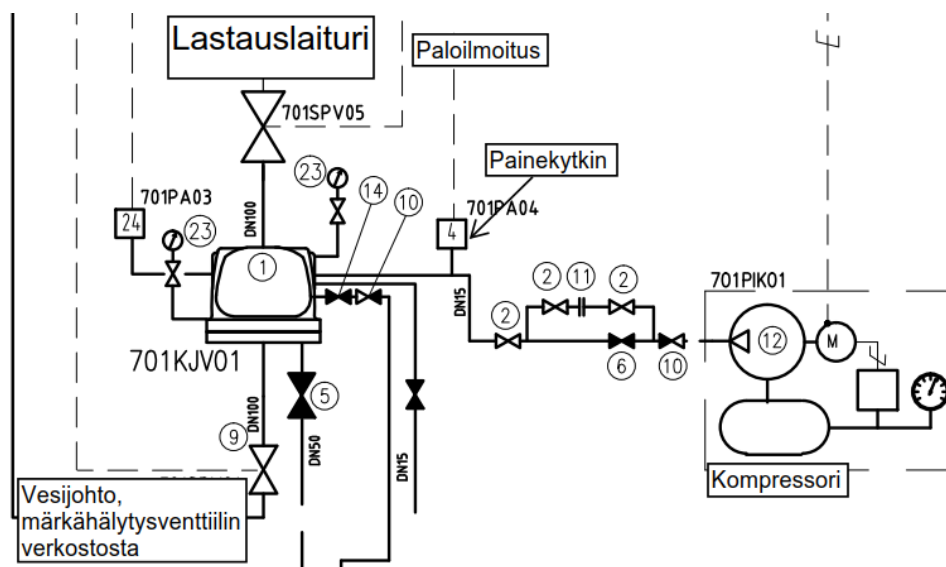 Lastauslaituri
Paloilmoitus
701SPV05
Painekytkin
23
14
10
701PA03
701PA04
24
23
4
DN100
1
701PIK01
2
11
2
DN15
2
12
M
6
10
701KJV01
5
9
DN100
DN50
DN15
Kompressori
Vesijohto,
märkähälytysventtiilin
verkostosta